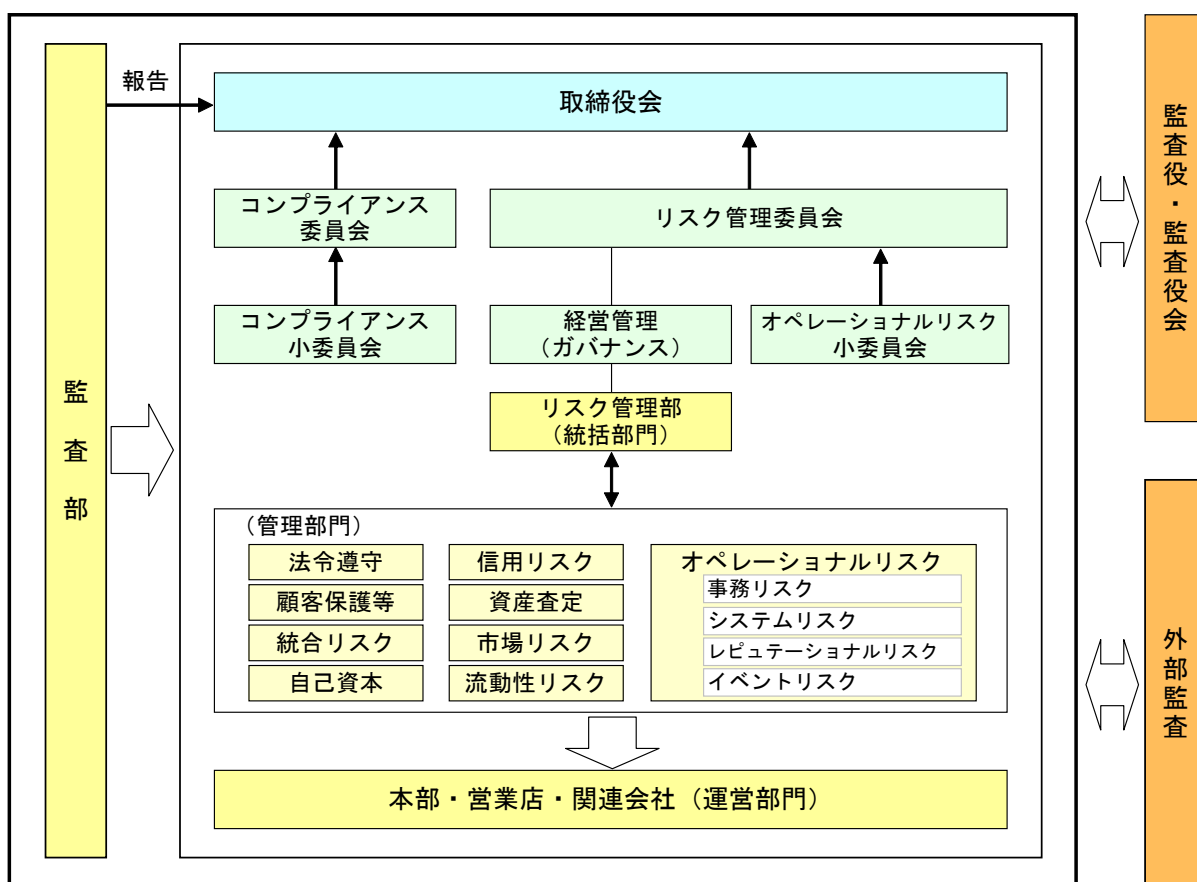 報告
取締役会
コンプライアンス
委員会
リスク管理委員会
コンプライアンス
小委員会
経営管理
(ガバナンス)
オペレーショナルリスク
小委員会
リスク管理部
(統括部門)
(管理部門)
法令遵守
顧客保護等
統合リスク
自己資本
信用リスク
資産査定
市場リスク
流動性リスク
オペレーショナルリスク
事務リスク
システムリスク
レピュテーショナルリスク
イベントリスク
本部・営業店・関連会社(運営部門)
監査部
監査役・監査役会
外部監査